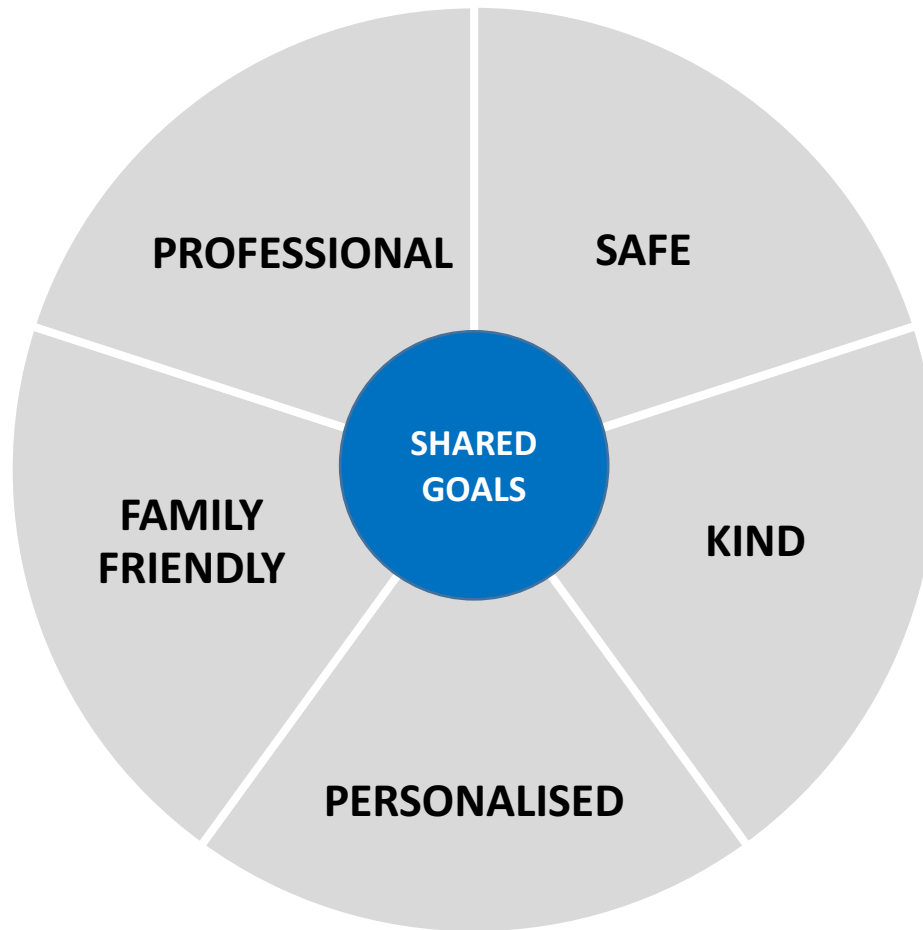 PROFESSIONAL
SAFE
SHARED
GOALS
FAMILY
FRIENDLY
KIND
PERSONALISED